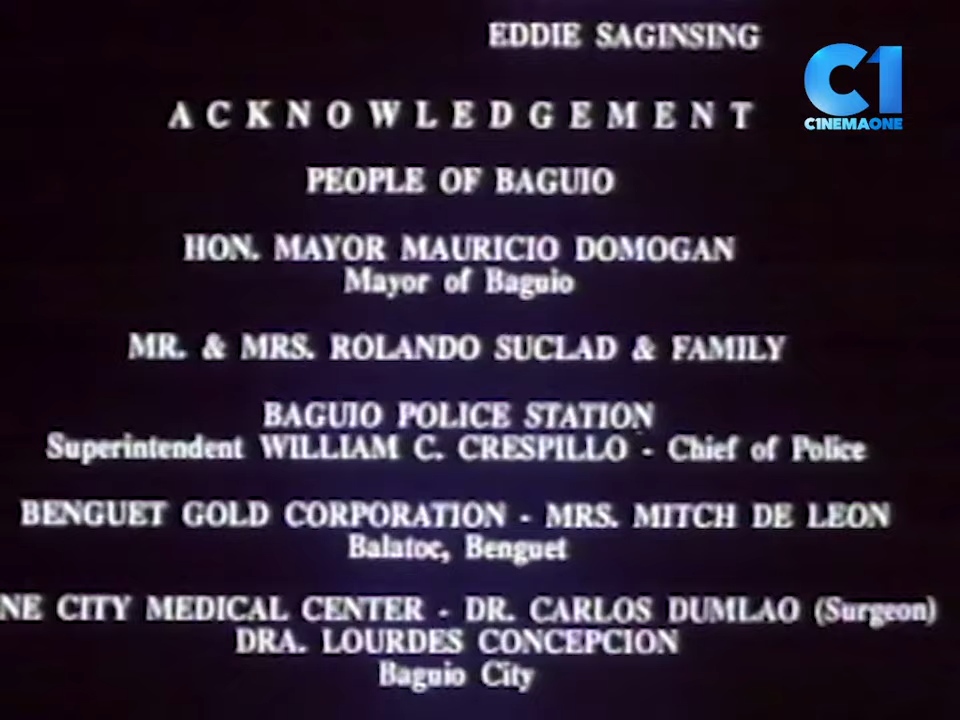 EDDIE SAGINSING
C1
C1NEMAONE
ACKNOWLEDGEMENT
PEOPLE OF BAGUIO
HON. MAYOR MAURICIO DOMOGAN
Mayor of Baguio
MR. & MRS. ROLANDO SUCLAD & FAMILY
BAGUIO POLICE STATION
Superintendent WILLIAM C. CRESPILLO - Chief of Police
BENGUET GOLD CORPORATION - MRS. MITCH DE LEON
Balatoc, Benguet
NE CITY MEDICAL CENTER - DR. CARLOS DUMLAO (Surgeon)
DRA. LOURDES CONCEPCION
Baguio City